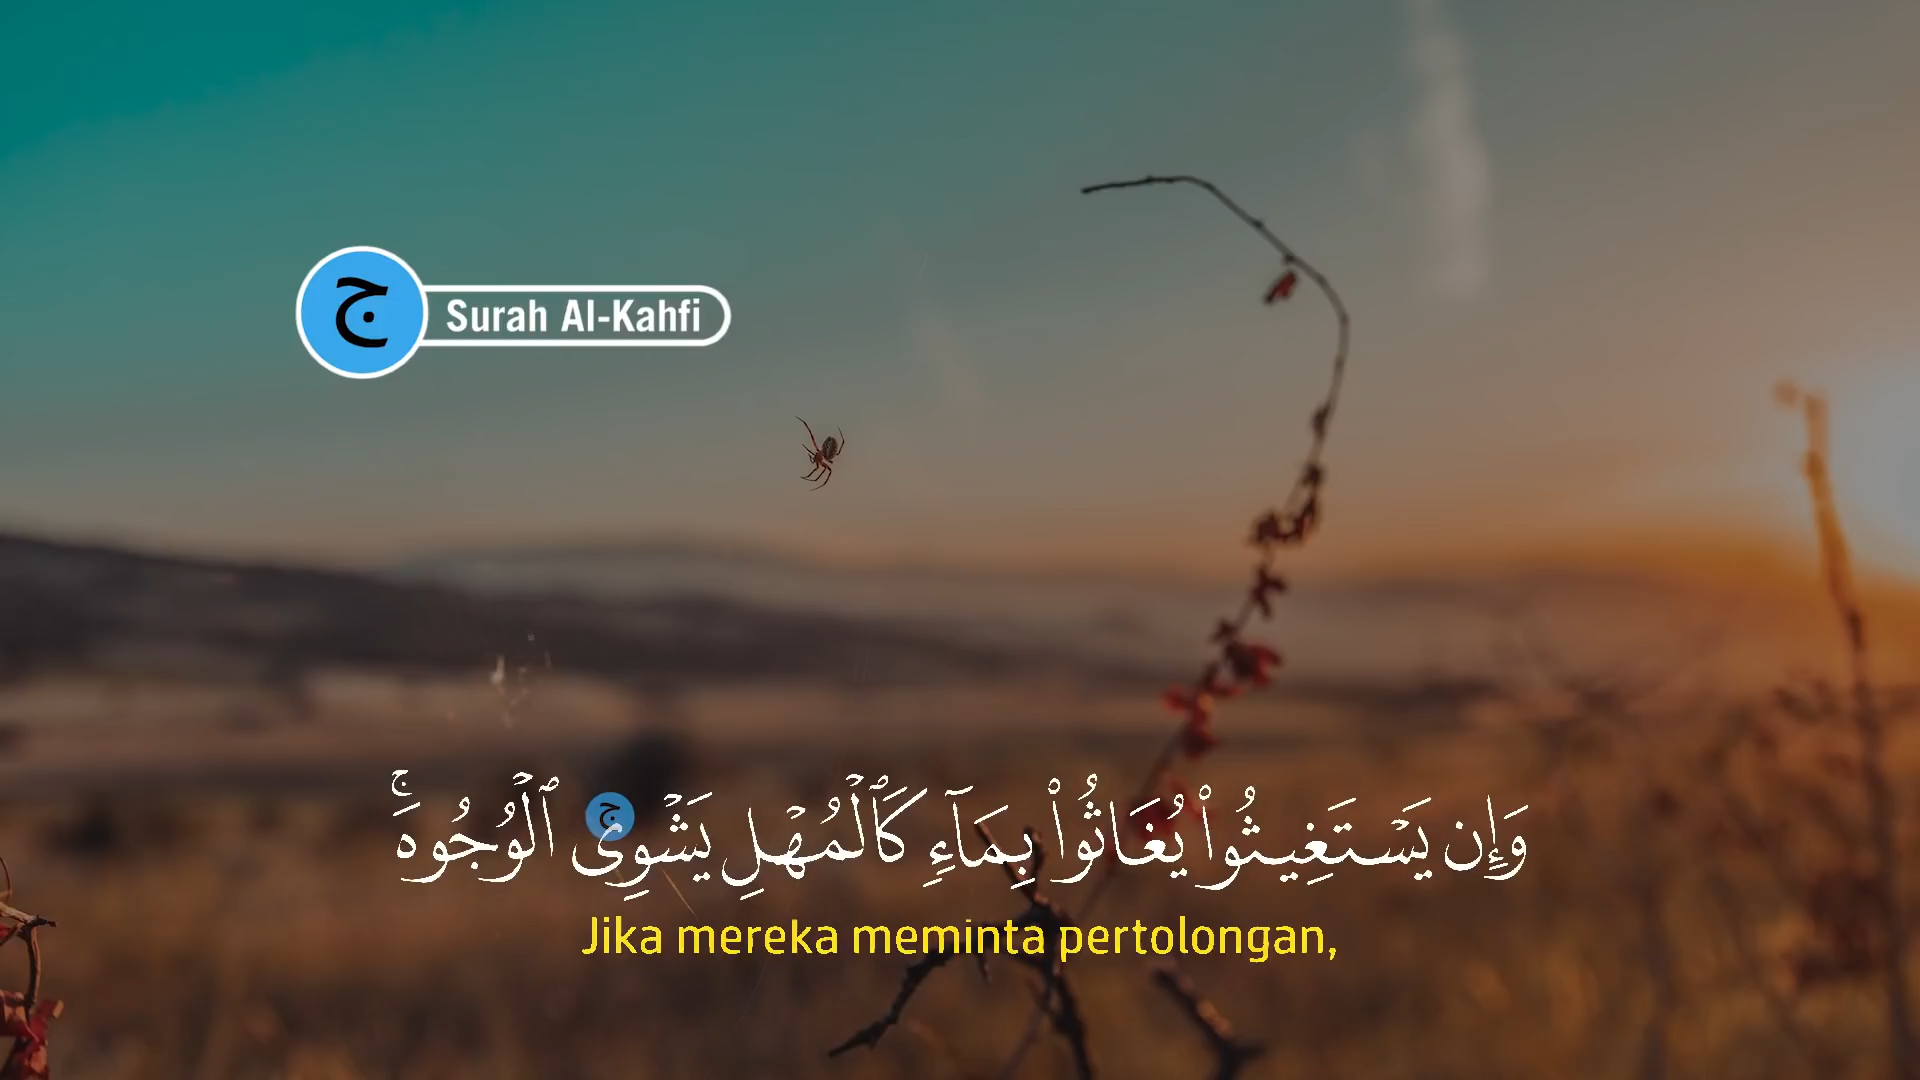 ج
Surah Al-Kahfi
وَإِن يَسْتَغِيثُوا۟ يُغَاثُوا۟ بِمَآءٍ كَٱلْمُهْلِ يَشْوِى ٱلْوُجُوهَ ۚ
ج
Jika mereka meminta pertolongan,